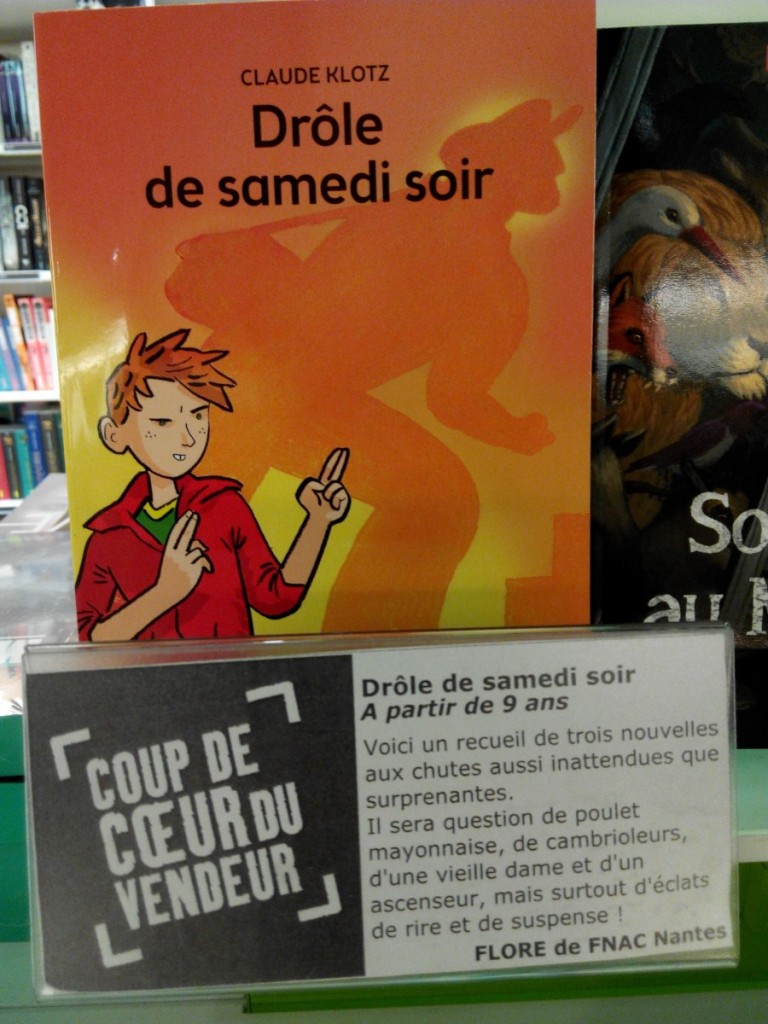 CLAUDE KLOTZ
Drôle
de samedi soir
8
So
au
COUP DE
CŒUR DU
VENDEUR
Drôle de samedi soir
A partir de 9 ans
Voici un recueil de trois nouvelles
aux chutes aussi inattendues que
surprenantes.
Il sera question de poulet
mayonnaise, de cambrioleurs,
d'une vieille dame et d'un
ascenseur, mais surtout d'éclats
de rire et de suspense !
FLORE de FNAC Nantes